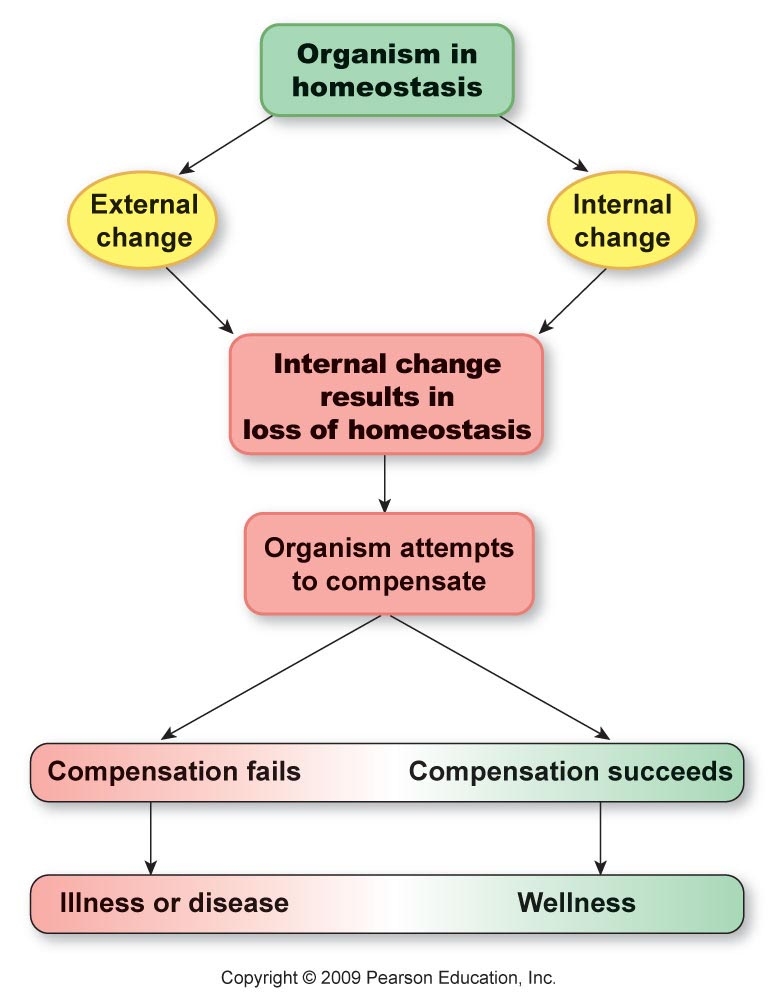 Organism in
homeostasis
External
change
Internal
change
Internal change
results in
loss of homeostasis
Organism attempts
to compensate
Compensation fails
Compensation succeeds
Illness or disease
Wellness
Copyright © 2009 Pearson Education, Inc.